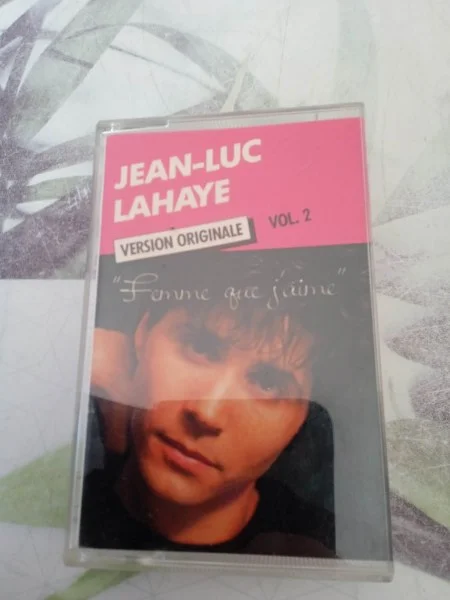 JEAN-LUC
LAHAYE
VERSION ORIGINALE VOL. 2
"Femme que j'aime"